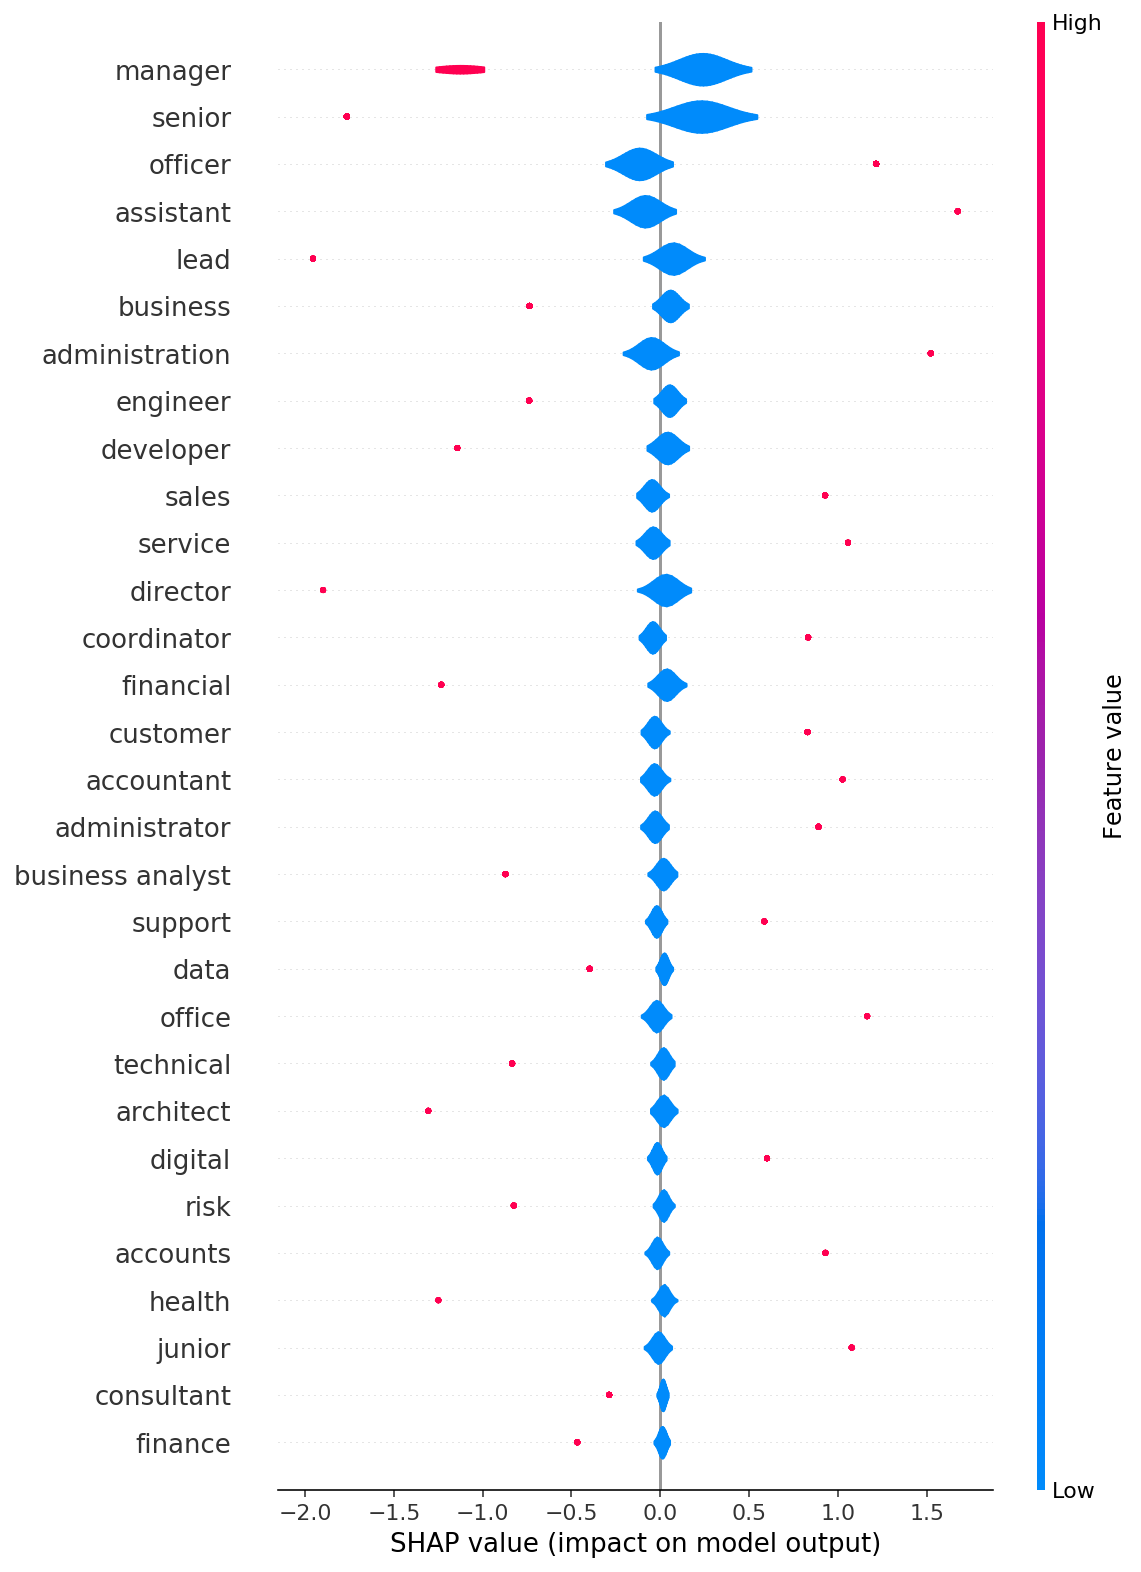 High
manager
senior
officer
assistant
lead
business
administration
engineer
developer
sales
service
director
coordinator
financial
customer
accountant
administrator
business analyst
support
data
office
technical
architect
digital
risk
accounts
health
junior
consultant
finance
Feature value
Low
−2.0 −1.5 −1.0 −0.5 0.0 0.5 1.0 1.5
SHAP value (impact on model output)